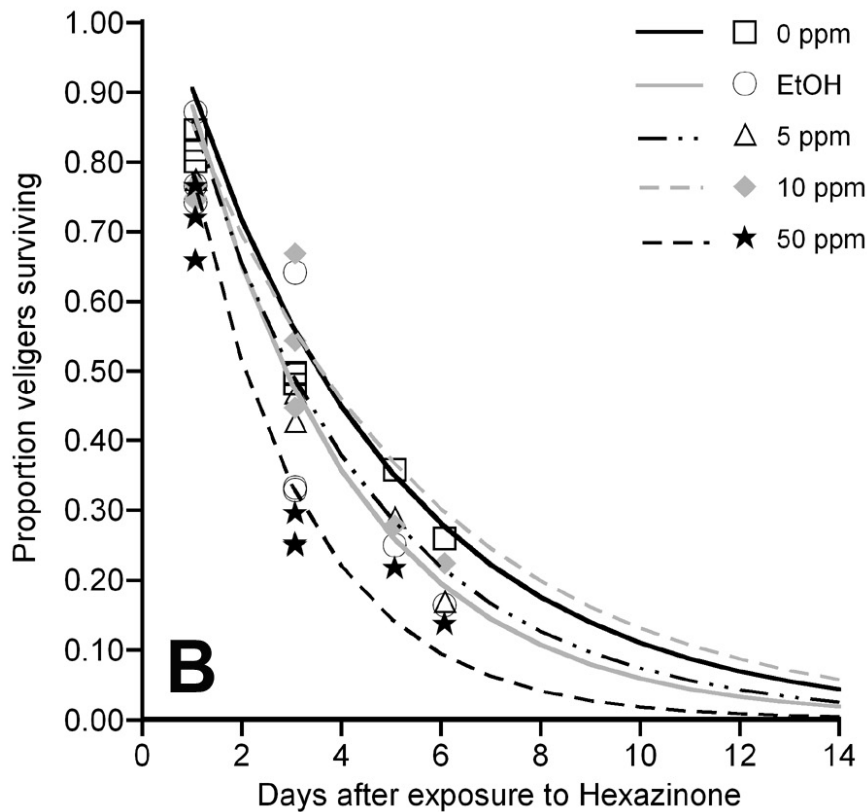 1.00
0.90
0.80
0.70
0.60
0.50
0.40
0.30
0.20
0.10
0.00
Proportion veligers surviving
0 ppm
EtOH
5 ppm
10 ppm
50 ppm
B
0 2 4 6 8 10 12 14
Days after exposure to Hexazinone